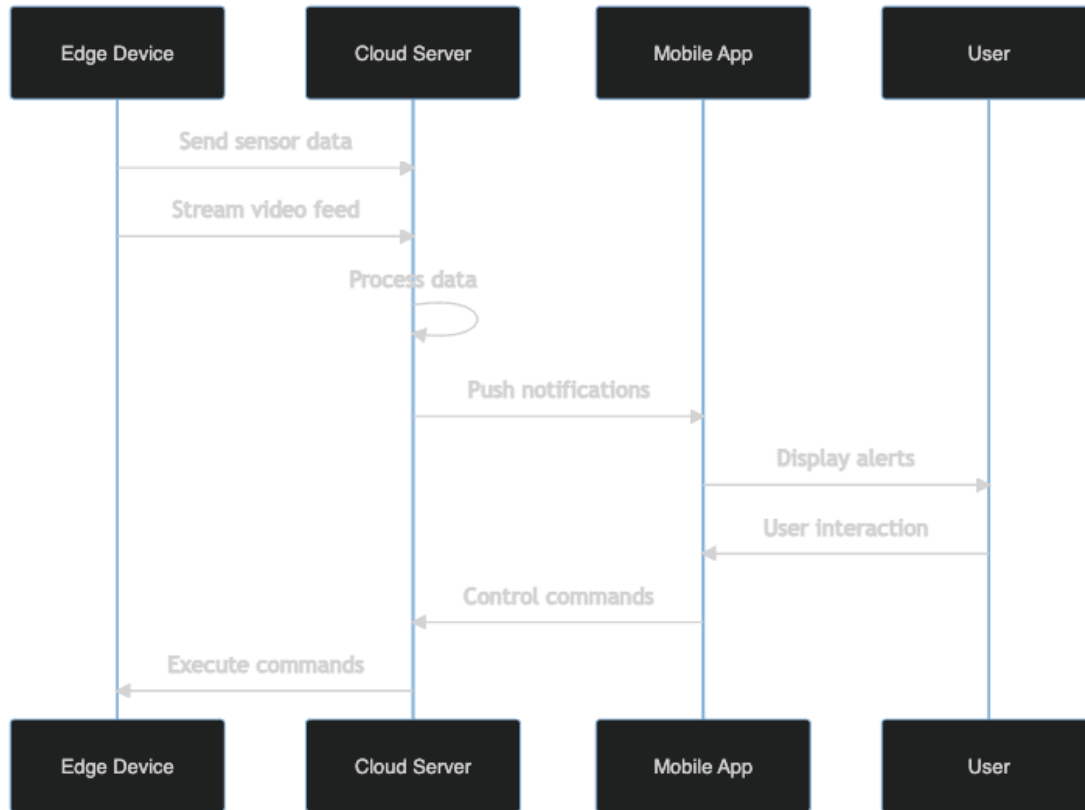 Edge Device
Cloud Server
Mobile App
User
Send sensor data
Stream video feed
Process data
Push notifications
Display alerts
User interaction
Control commands
Execute commands
Edge Device
Cloud Server
Mobile App
User